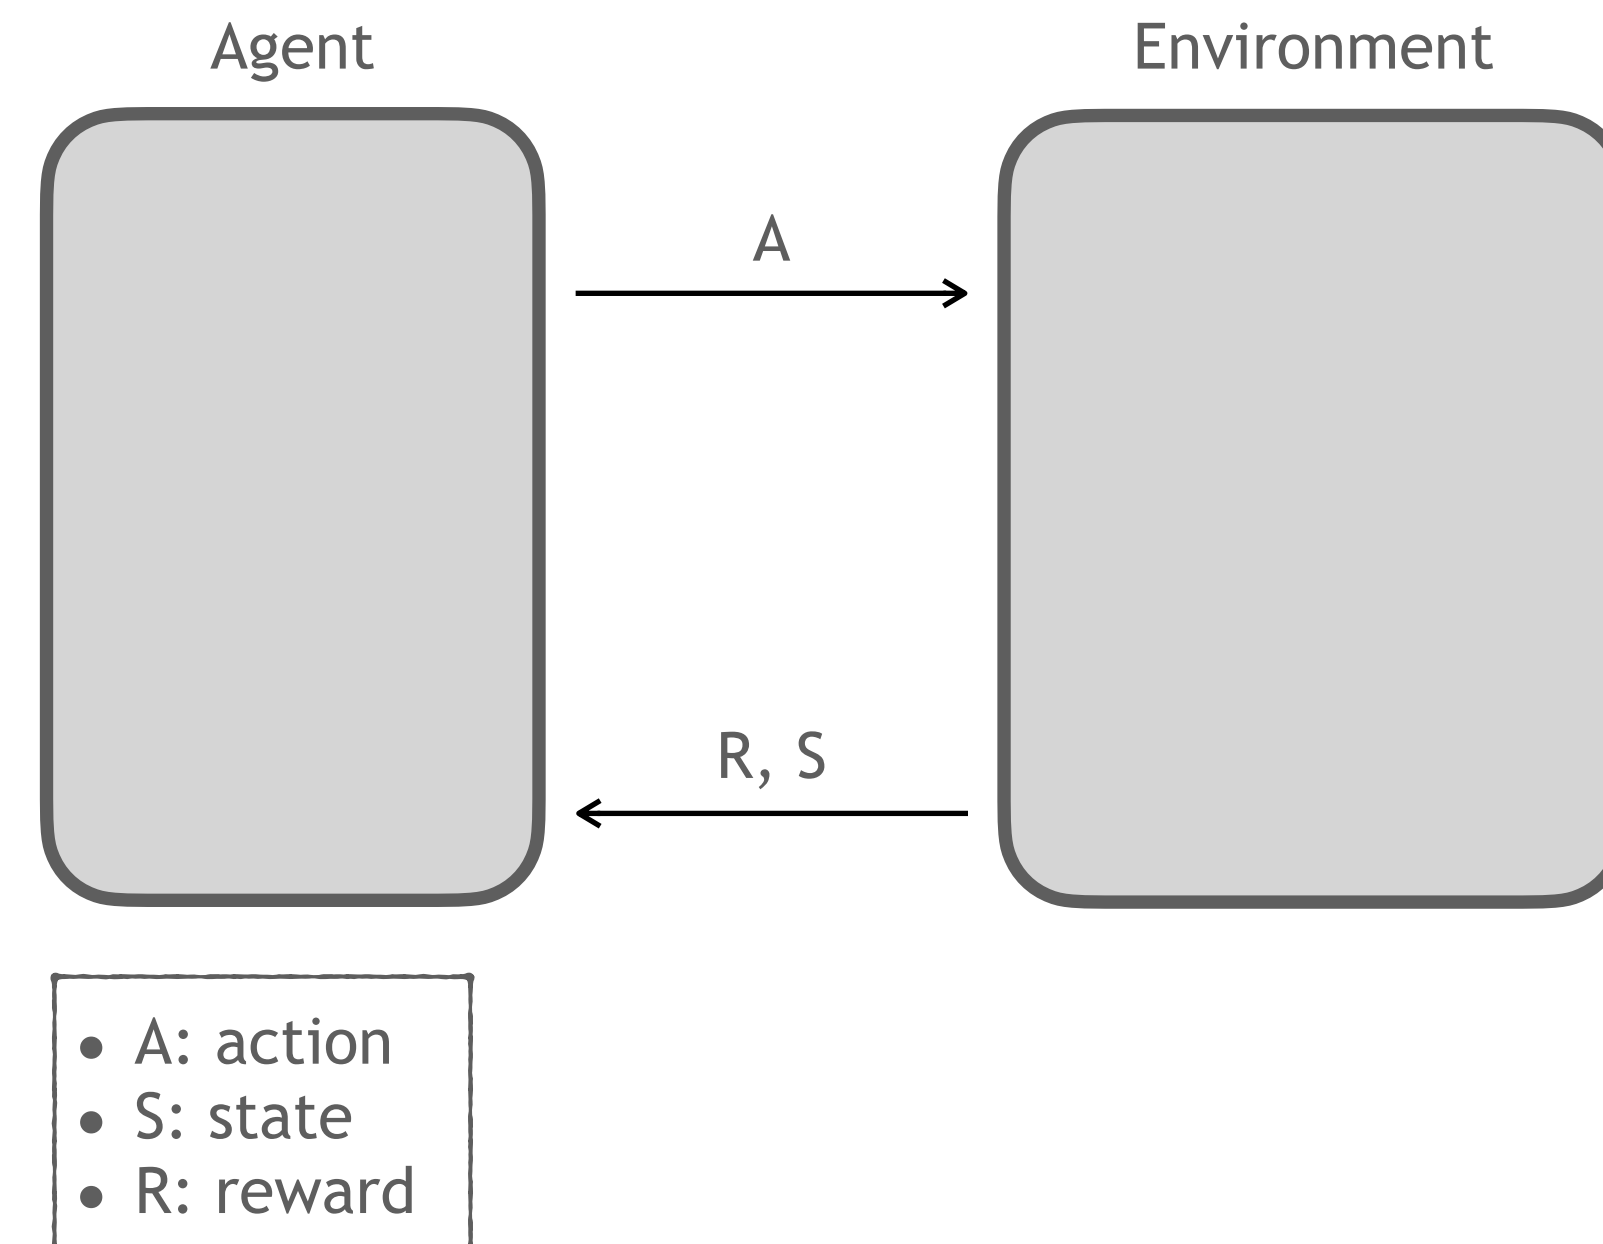 Agent
Environment
A
R, S
• A: action
• S: state
• R: reward